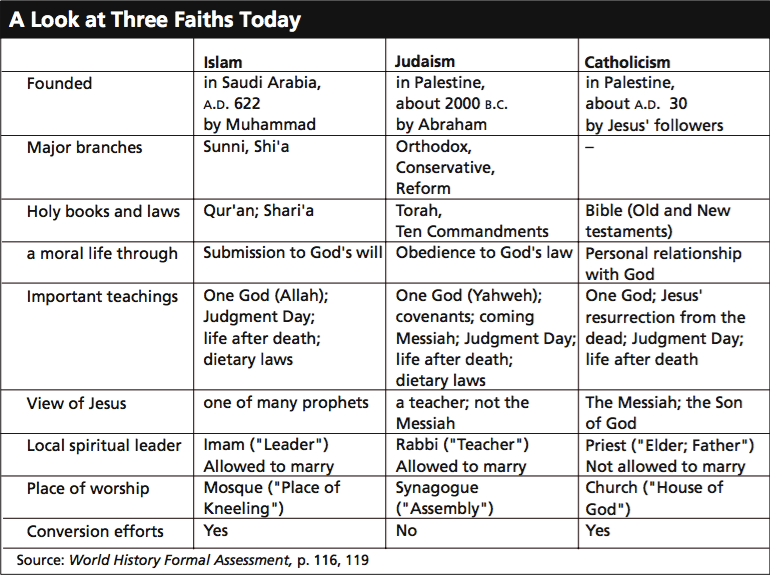 A Look at Three Faiths Today
Islam Judaism Catholicism
Founded in Saudi Arabia, in Palestine, in Palestine,
A.D. 622 about 2000 B.C. about A.D. 30
by Muhammad by Abraham by Jesus' followers
Major branches Sunni, Shi'a Orthodox, –
Conservative,
Reform
Holy books and laws Qur'an; Shari'a Torah, Bible (Old and New
Ten Commandments testaments)
a moral life through Submission to God's will Obedience to God's law Personal relationship
with God
Important teachings One God (Allah); One God (Yahweh); One God; Jesus'
Judgment Day; covenants; coming resurrection from the
life after death; Messiah; Judgment Day; dead; Judgment Day;
dietary laws life after death; life after death
dietary laws
View of Jesus one of many prophets a teacher; not the The Messiah; the Son
Messiah of God
Local spiritual leader Imam ("Leader") Rabbi ("Teacher") Priest ("Elder; Father")
Allowed to marry Allowed to marry Not allowed to marry
Place of worship Mosque ("Place of Synagogue Church ("House of
Kneeling") ("Assembly") God")
Conversion efforts Yes No Yes
Source: World History Formal Assessment, p. 116, 119